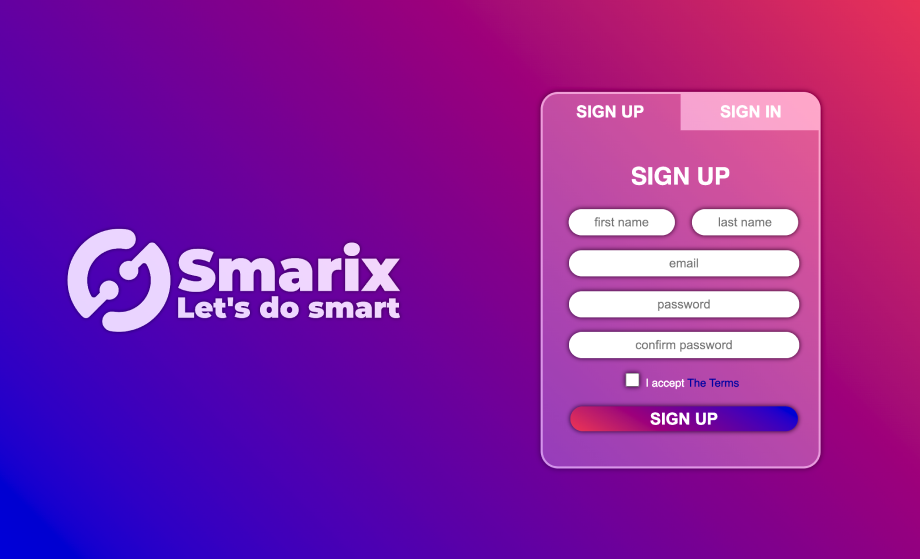 Smarix
Let's do smart
SIGN UP
SIGN IN
SIGN UP
first name
last name
email
password
confirm password
I accept The Terms
SIGN UP